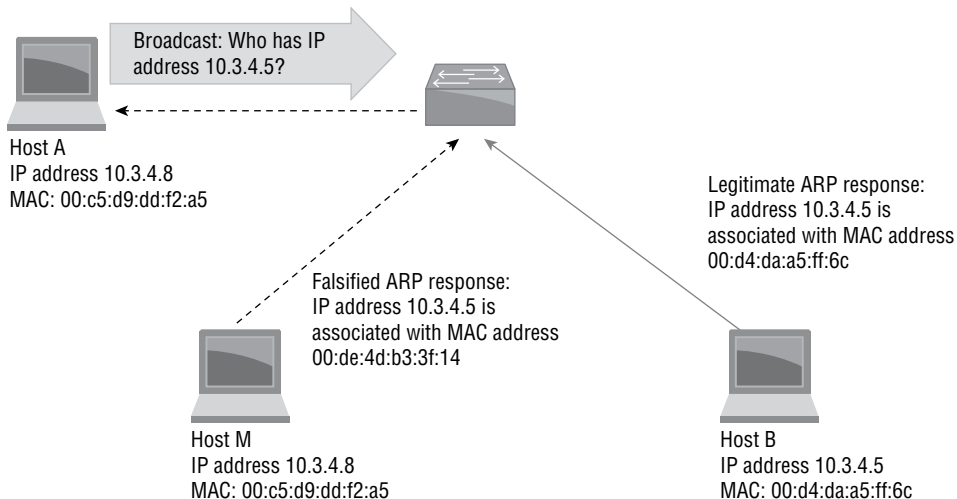 Broadcast: Who has IP
address 10.3.4.5?
Host A
IP address 10.3.4.8
MAC: 00:c5:d9:dd:f2:a5
Legitimate ARP response:
IP address 10.3.4.5 is
associated with MAC address
00:d4:da:a5:ff:6c
Falsified ARP response:
IP address 10.3.4.5 is
associated with MAC address
00:de:4d:b3:3f:14
Host M
IP address 10.3.4.8
MAC: 00:c5:d9:dd:f2:a5
Host B
IP address 10.3.4.5
MAC: 00:d4:da:a5:ff:6c